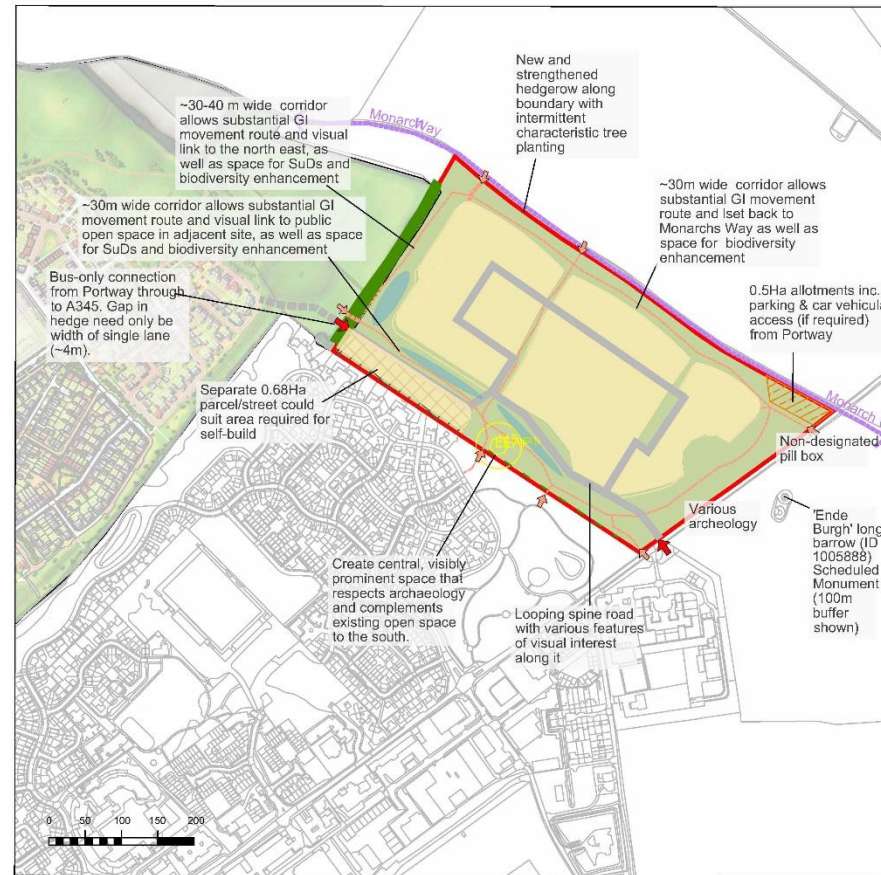 New and
strengthened
hedgerow along
boundary with
intermittent
characteristic tree
planting
~30-40 m wide corridor
allows substantial GI
movement route and visual
link to the north east, as
well as space for SuDs and
biodiversity enhancement
MonarchWay
~30m wide corridor allows substantial GI
movement route and visual link to public
open space in adjacent site, as well as space
for SuDs and biodiversity enhancement
~30m wide corridor allows
substantial GI movement
route and lset back to
Monarchs Way as well as
space for biodiversity
enhancement
Bus-only connection
from Portway through
to A345. Gap in
hedge need only be
width of single lane
(~4m).
0.5Ha allotments inc.
parking & car vehicula
access (if required)
from Portway
Separate 0.68Ha
parcel/street could
suit area required for
self-build
Monarch
Non-designated
pill box
Various
archeology
'Ende
Burgh' long
barrow (ID
1005888)
Scheduled
Monument
(100m
buffer
shown)
Create central, visibly
prominent space that
respects archaeology
and complements
existing open space
to the south.
Looping spine road
with various features
of visual interest
along it
0 50 100 150 200